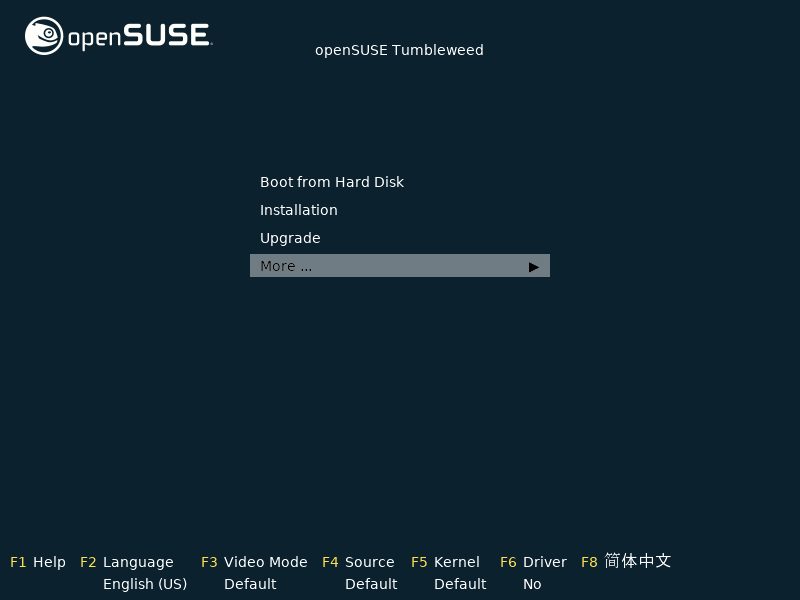 openSUSE
openSUSE Tumbleweed
Boot from Hard Disk
Installation
Upgrade
More ...
F1 Help F2 Language F3 Video Mode F4 Source F5 Kernel F6 Driver F8 简体中文
English (US) Default Default Default No